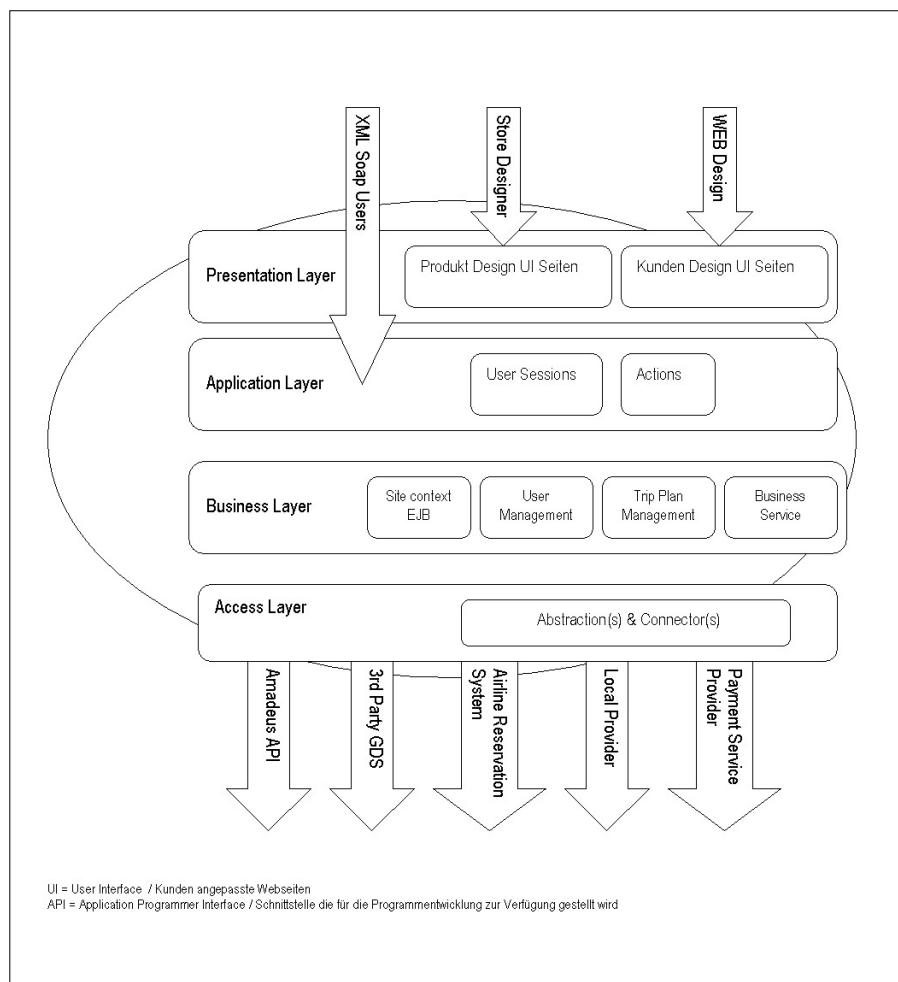 XML Soap Users
Store Designer
WEB Design
Presentation Layer
Produkt Design UI Seiten
Kunden Design UI Seiten
Application Layer
User Sessions
Actions
Business Layer
Site context
EJB
User
Management
Trip Plan
Management
Business
Service
Access Layer
Abstraction(s) & Connector(s)
Amadeus API
3rd Party GDS
Airline Reservation
System
Local Provider
Payment Service
Provider
UI = User Interface / Kunden angepasste Webseiten
API = Application Programmer Interface / Schnittstelle die für die Programmentwicklung zur Verfügung gestellt wird